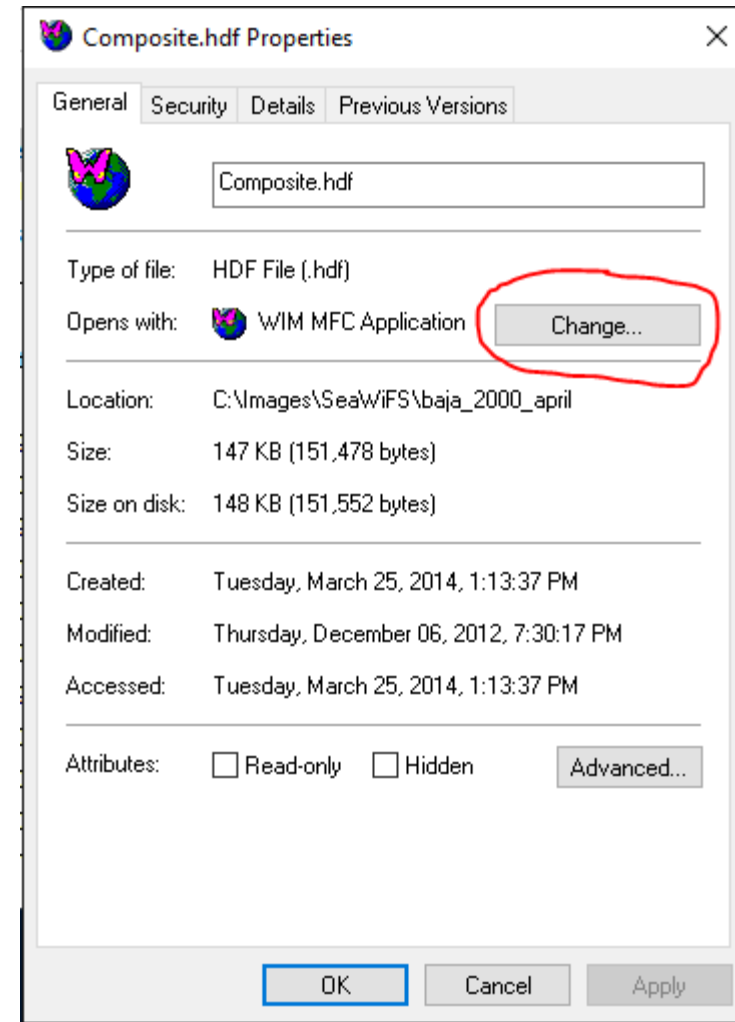 Composite.hdf Properties
General Security Details Previous Versions
Composite.hdf
Type of file: HDF File (.hdf)
Opens with: WIM MFC Application Change...
Location: C:\Images\SeaWiFS\baja_2000_april
Size: 147 KB (151,478 bytes)
Size on disk: 148 KB (151,552 bytes)
Created: Tuesday, March 25, 2014, 1:13:37 PM
Modified: Thursday, December 06, 2012, 7:30:17 PM
Accessed: Tuesday, March 25, 2014, 1:13:37 PM
Attributes: Read-only Hidden Advanced...
OK Cancel Apply